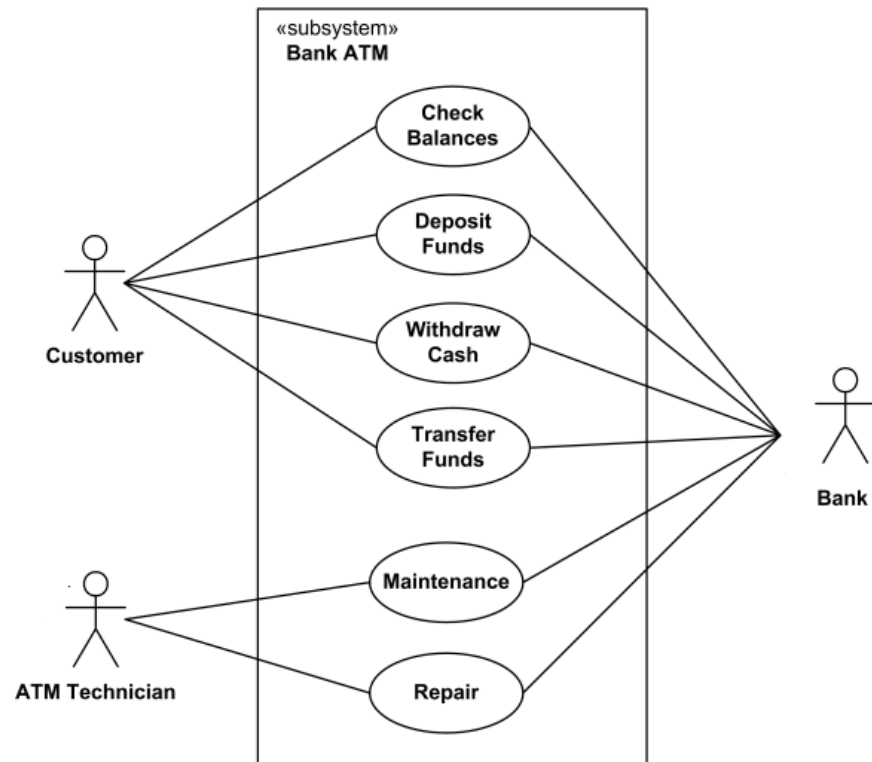 «subsystem»
Bank ATM
Check
Balances
Deposit
Funds
Withdraw
Cash
Customer
Transfer
Funds
Bank
Maintenance
ATM Technician
Repair